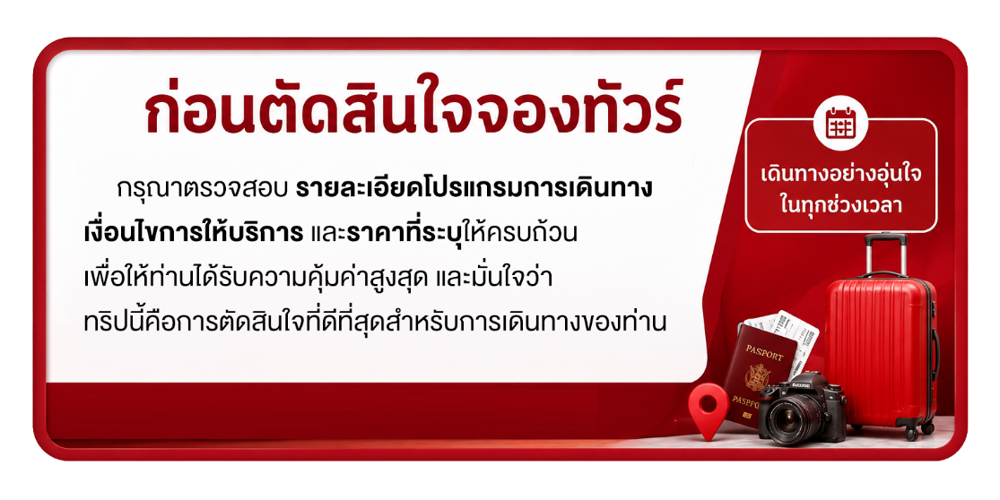 ก่อนตัดสินใจจองทัวร์
กรุณาตรวจสอบ รายละเอียดโปรแกรมการเดินทาง
เงื่อนไขการให้บริการ และราคาที่ระบุให้ครบถ้วน
เพื่อให้ท่านได้รับความคุ้มค่าสูงสุด และมั่นใจว่า
ทริปนี้คือการตัดสินใจที่ดีที่สุดสำหรับการเดินทางของท่าน
เดินทางอย่างอุ่นใจ
ในทุกช่วงเวลา
PASSPORT